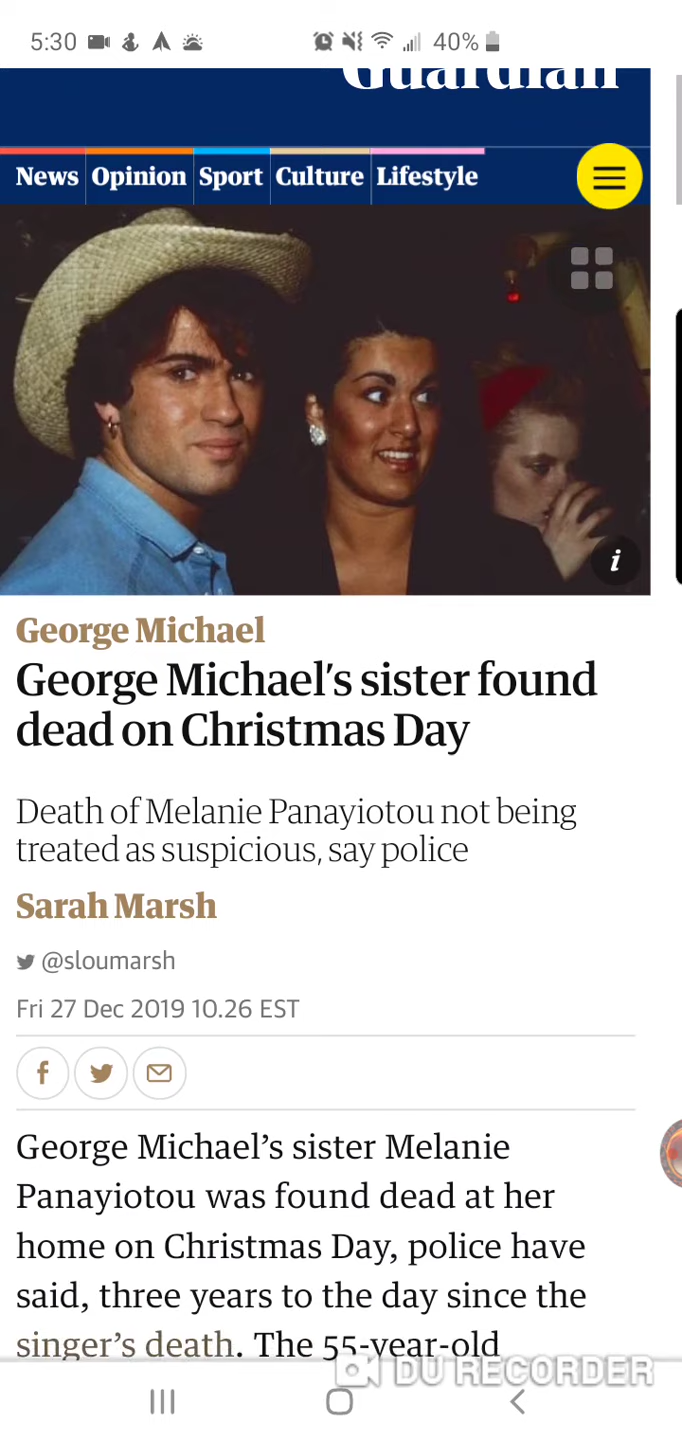 5:30
40%
Guardian
News Opinion Sport Culture Lifestyle
i
George Michael
George Michael's sister found
dead on Christmas Day
Death of Melanie Panayiotou not being
treated as suspicious, say police
Sarah Marsh
@sloumarsh
Fri 27 Dec 2019 10.26 EST
f
George Michael’s sister Melanie
Panayiotou was found dead at her
home on Christmas Day, police have
said, three years to the day since the
singer’s death. The 55-year-old
DU RECORDER